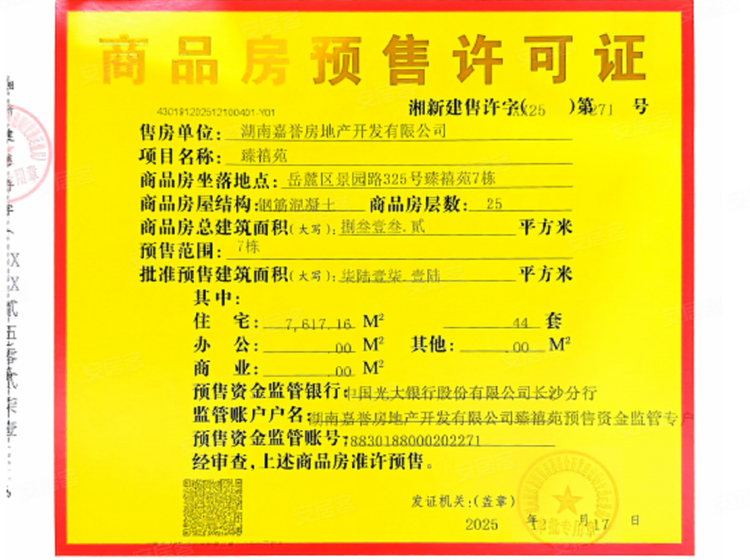 商品房预售许可证
430191202512100401-Y01
湘新建售许字( 25 )第 271 号
售房单位: 湖南嘉誉房地产开发有限公司
项目名称: 臻禧苑
商品房坐落地点: 岳麓区景园路325号臻禧苑7栋
商品房屋结构: 钢筋混凝土 商品房层数: 25
商品房总建筑面积(大写): 捌叁壹叁.贰 平方米
预售范围: 7栋
批准预售建筑面积(大写): 柒陆壹柒.壹陆 平方米
其中:
住 宅: 7,617.16 M² 44 套
办 公: .00 M² 其他: .00 M²
商 业: .00 M²
预售资金监管银行: 中国光大银行股份有限公司长沙分行
监管账户户名: 湖南嘉誉房地产开发有限公司臻禧苑预售资金监管专户
预售资金监管账号: 78830188000202271
经审查,上述商品房准许预售。
发证机关:(盖章)
2025 年 12 月 17 日